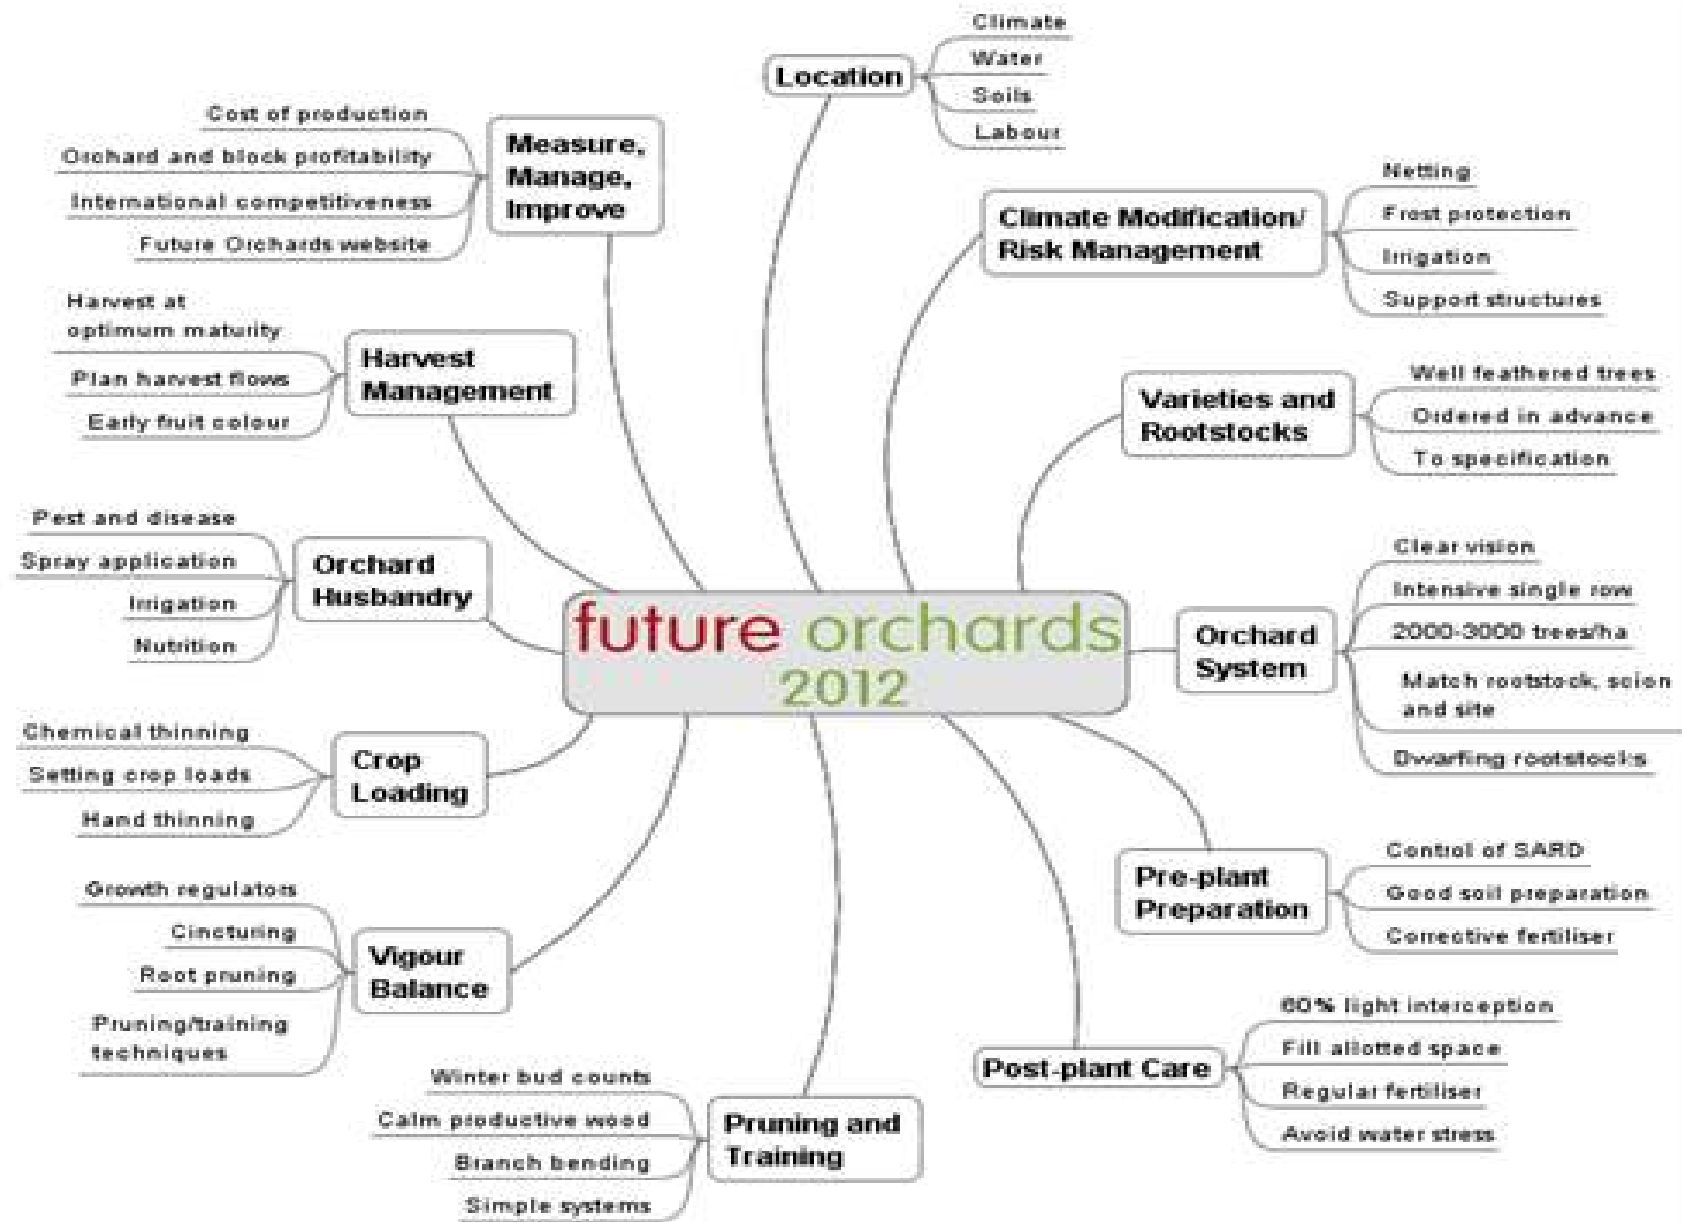 future orchards
2012
Location
Climate
Water
Soils
Labour
Climate Modification/
Risk Management
Netting
Frost protection
Irrigation
Support structures
Varieties and
Rootstocks
Well feathered trees
Ordered in advance
To specification
Orchard
System
Clear vision
Intensive single row
2000-3000 trees/ha
Match rootstock, scion
and site
Dwarfing rootstocks
Pre-plant
Preparation
Control of SARD
Good soil preparation
Corrective fertiliser
Post-plant Care
60% light interception
Fill allotted space
Regular fertiliser
Avoid water stress
Pruning and
Training
Winter bud counts
Calm productive wood
Branch bending
Simple systems
Vigour
Balance
Growth regulators
Cincturing
Root pruning
Pruning/training
techniques
Crop
Loading
Chemical thinning
Setting crop loads
Hand thinning
Orchard
Husbandry
Pest and disease
Spray application
Irrigation
Nutrition
Harvest
Management
Harvest at
optimum maturity
Plan harvest flows
Early fruit colour
Measure,
Manage,
Improve
Cost of production
Orchard and block profitability
International competitiveness
Future Orchards website